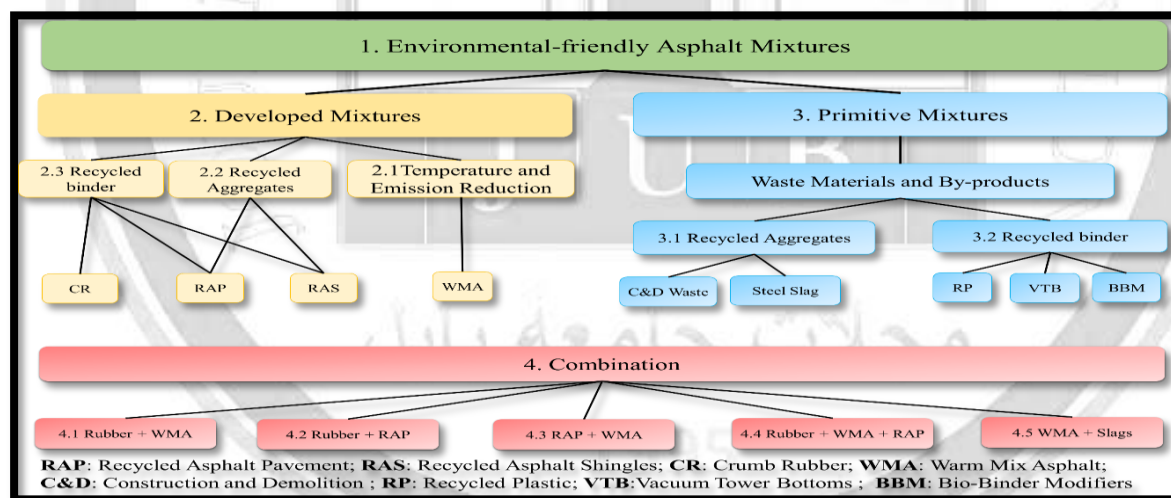 1. Environmental-friendly Asphalt Mixtures
2. Developed Mixtures
3. Primitive Mixtures
2.3 Recycled
binder
2.2 Recycled
Aggregates
2.1Temperature and
Emission Reduction
Waste Materials and By-products
3.1 Recycled Aggregates
3.2 Recycled binder
CR
RAP
RAS
WMA
C&D Waste
Steel Slag
RP
VTB
BBM
4. Combination
4.1 Rubber + WMA
4.2 Rubber + RAP
4.3 RAP + WMA
4.4 Rubber + WMA + RAP
4.5 WMA + Slags
RAP: Recycled Asphalt Pavement; RAS: Recycled Asphalt Shingles; CR: Crumb Rubber; WMA: Warm Mix Asphalt;
C&D: Construction and Demolition ; RP: Recycled Plastic; VTB:Vacuum Tower Bottoms ; BBM: Bio-Binder Modifiers